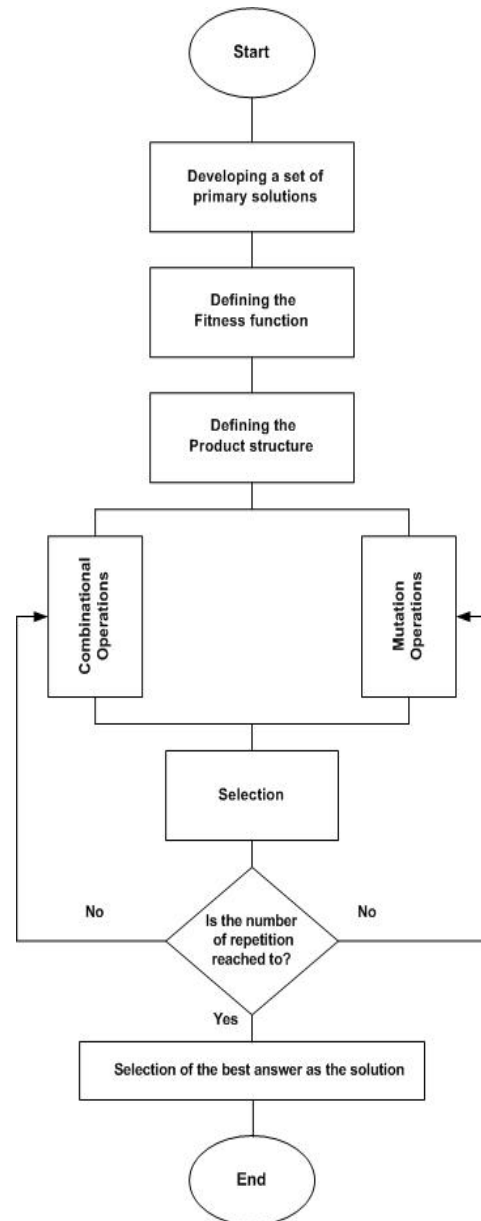 Start
Developing a set of
primary solutions
Defining the
Fitness function
Defining the
Product structure
Combinational
Operations
Mutation
Operations
Selection
No
Is the number
of repetition
reached to?
No
Yes
Selection of the best answer as the solution
End